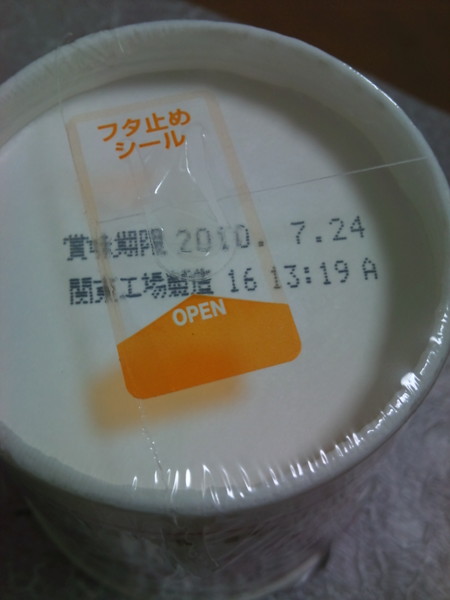 フタ止め
シール
賞味期限 2010. 7.24
関東工場製造 16 13:19 A
OPEN